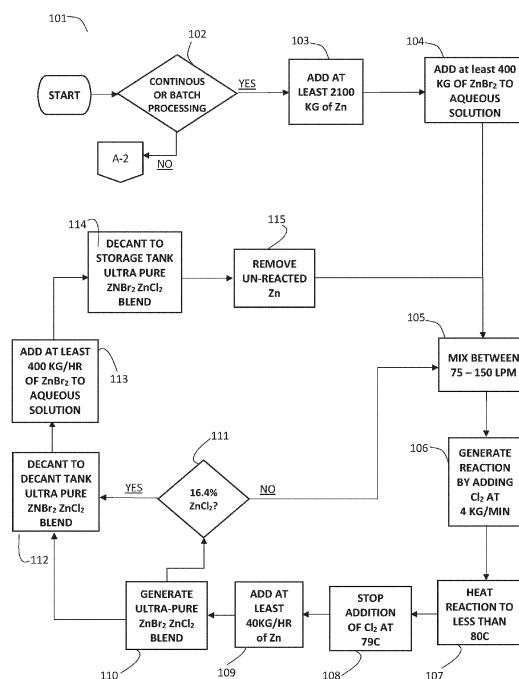 101
102
103
104
START
CONTINOUS
OR BATCH
PROCESSING
YES
ADD AT
LEAST 2100
KG of Zn
ADD at least 400
KG OF ZnBr₂ TO
AQUEOUS
SOLUTION
A-2
NO
114
DECANT TO
STORAGE TANK
ULTRA PURE
ZNBr₂ ZnCl₂
BLEND
115
REMOVE
UN-REACTED
Zn
105
MIX BETWEEN
75 – 150 LPM
ADD AT LEAST
400 KG/HR
OF ZnBr₂ TO
AQUEOUS
SOLUTION
113
106
GENERATE
REACTION
BY ADDING
Cl₂ AT
4 KG/MIN
111
16.4%
ZnCl₂?
YES
NO
DECANT TO
DECANT TANK
ULTRA PURE
ZNBr₂ ZnCl₂
BLEND
112
GENERATE
ULTRA-PURE
ZnBr₂ ZnCl₂
BLEND
110
ADD AT
LEAST
40KG/HR
of Zn
109
STOP
ADDITION
OF Cl₂ AT
79C
108
HEAT
REACTION TO
LESS THAN
80C
107